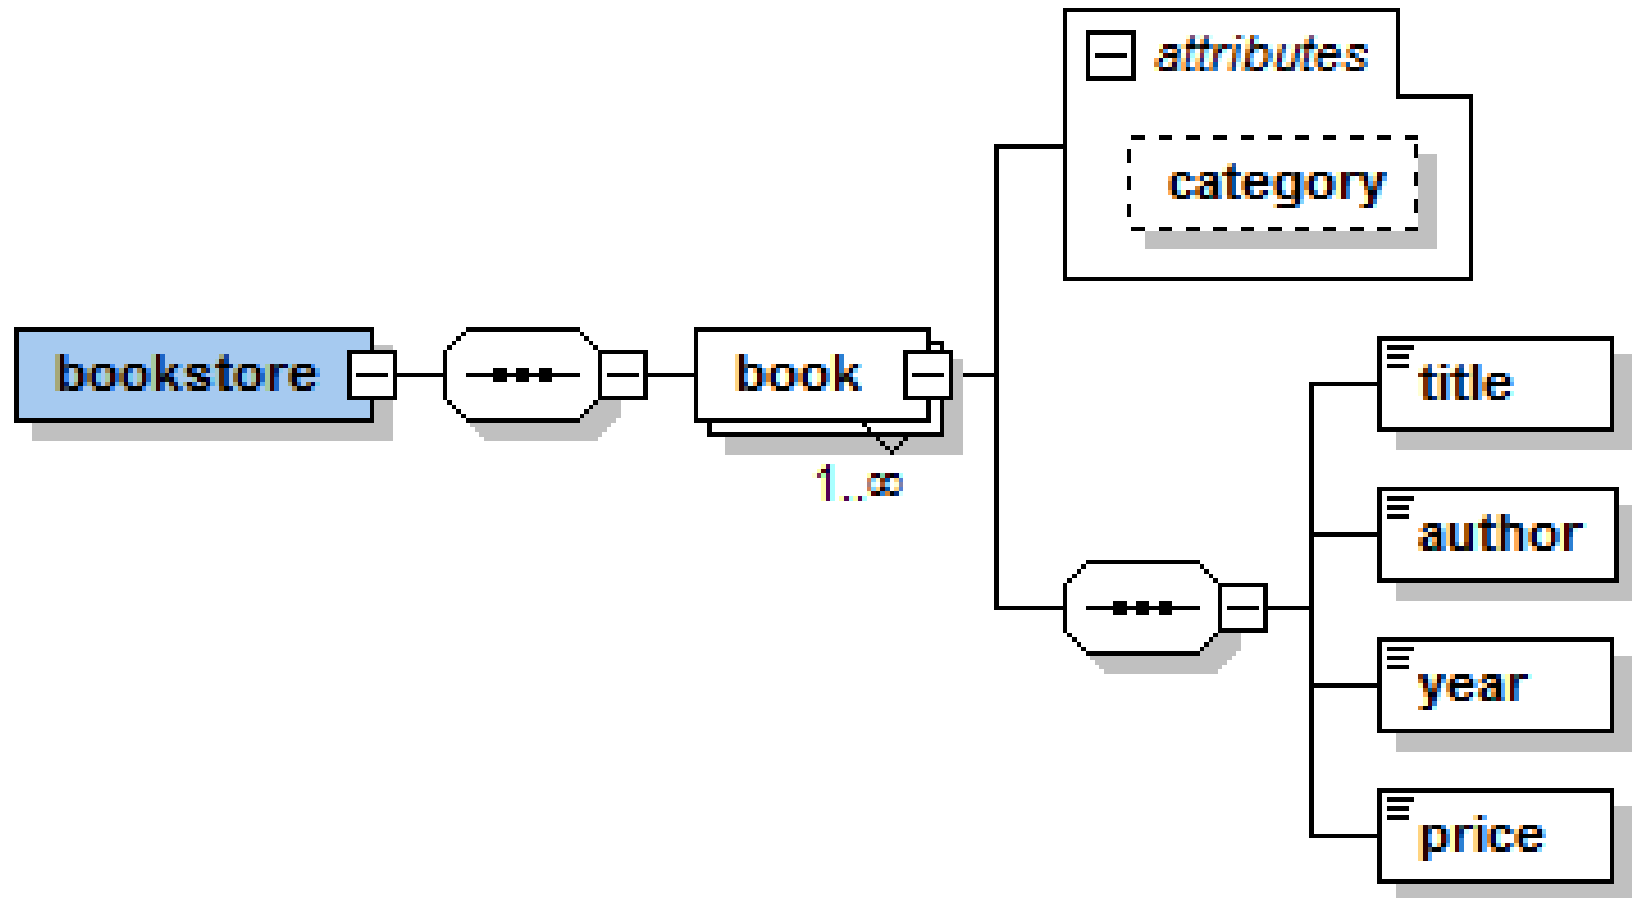 attributes
category
bookstore
book
1..∞
title
author
year
price